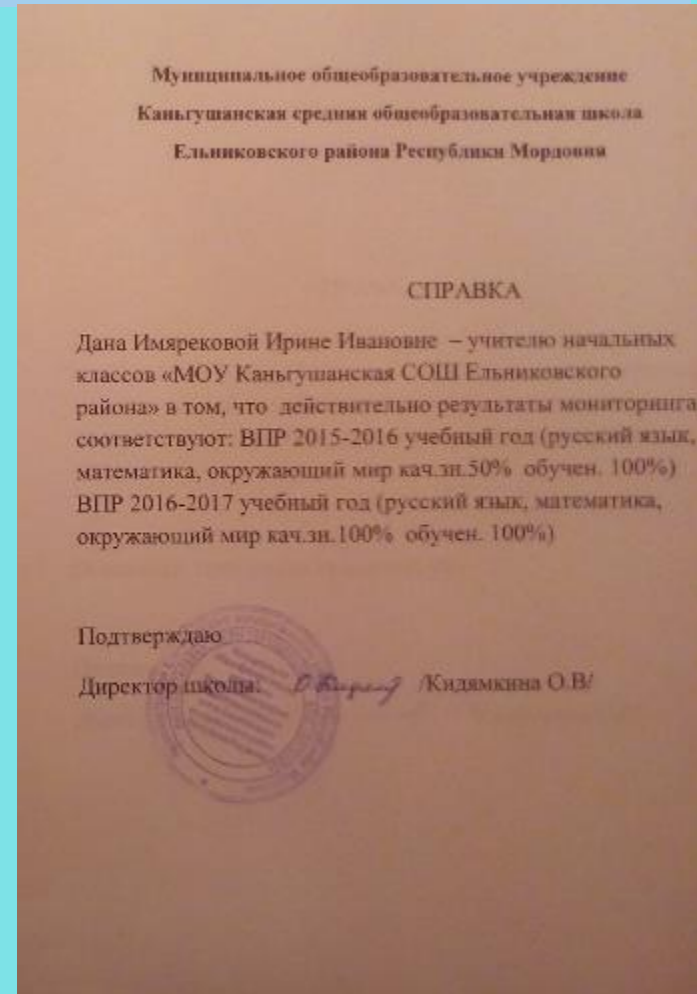 Муниципальное общеобразовательное учреждение
Каньгушанская средняя общеобразовательная школа
Ельниковского района Республики Мордовия
СПРАВКА
Дана Имярековой Ирине Ивановне – учителю начальных
классов «МОУ Каньгушанская СОШ Ельниковского
района» в том, что действительно результаты мониторинга
соответствуют: ВПР 2015-2016 учебный год (русский язык,
математика, окружающий мир кач.зн.50% обучен. 100%)
ВПР 2016-2017 учебный год (русский язык, математика,
окружающий мир кач.зн.100% обучен. 100%)
Подтверждаю
Директор школы: /Кидямкина О.В/